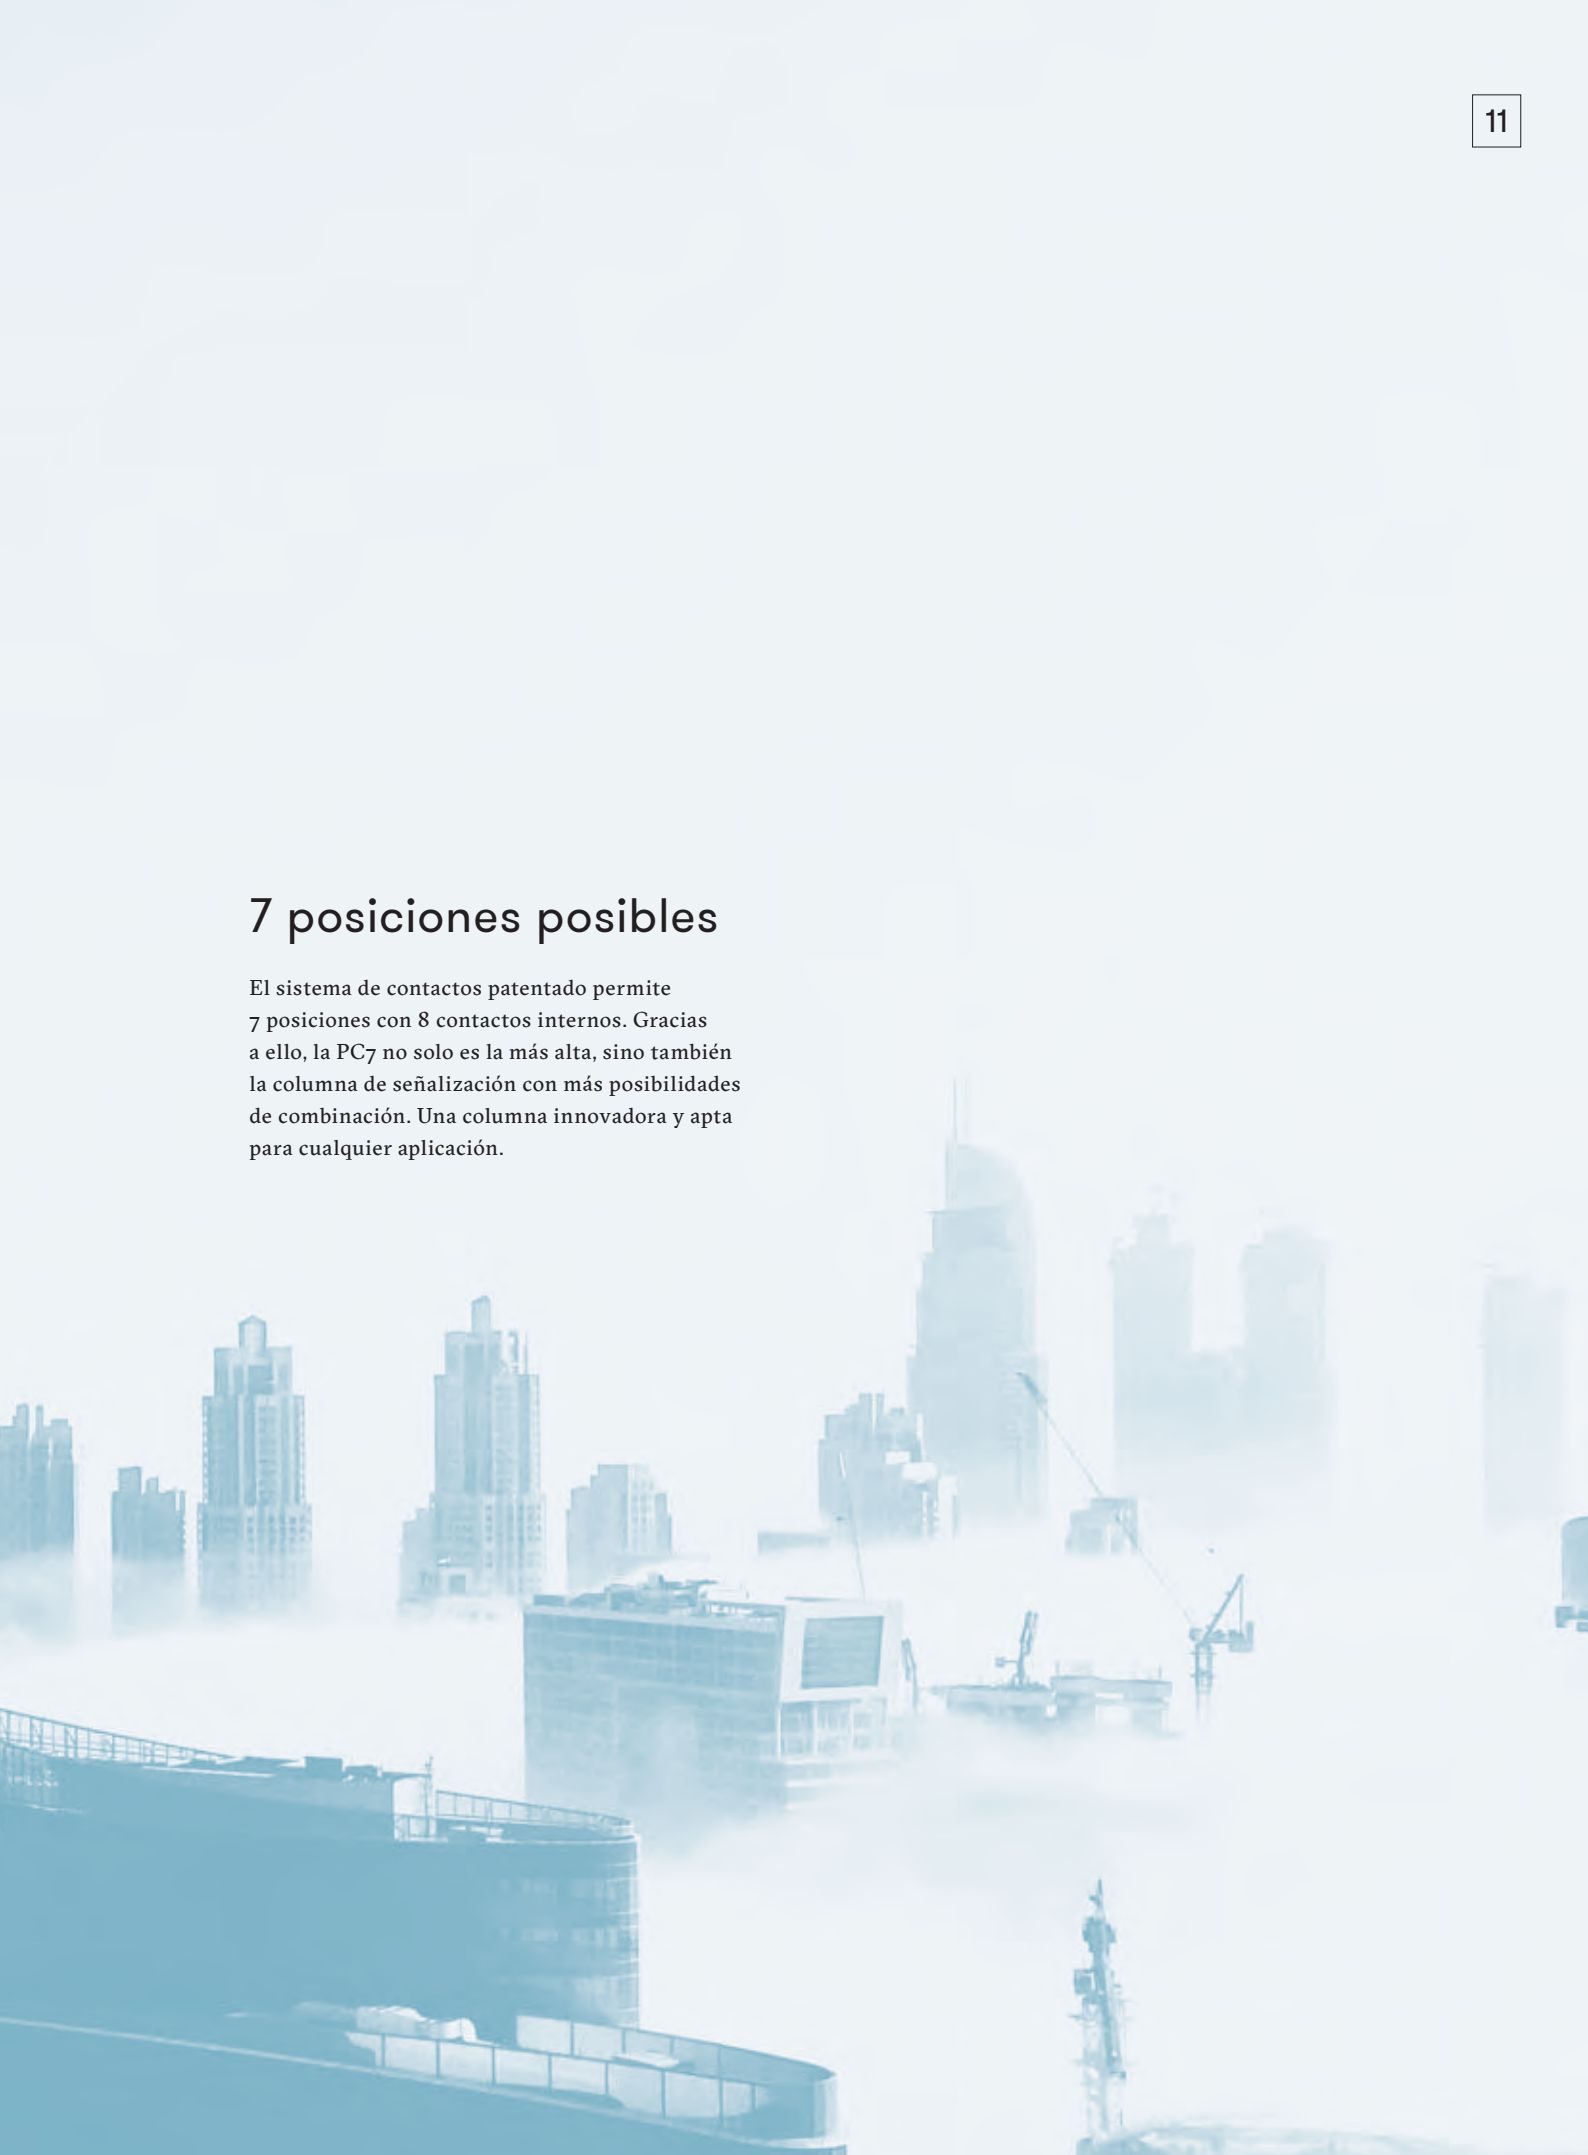 11
7 posiciones posibles
El sistema de contactos patentado permite
7 posiciones con 8 contactos internos. Gracias
a ello, la PC7 no solo es la más alta, sino también
la columna de señalización con más posibilidades
de combinación. Una columna innovadora y apta
para cualquier aplicación.